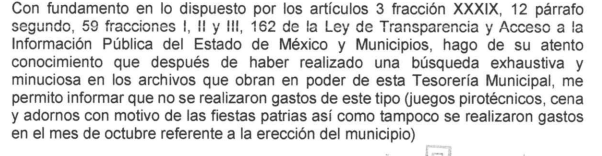 Con fundamento en lo dispuesto por los artículos 3 fracción XXXIX, 12 párrafo
segundo, 59 fracciones I, II y III, 162 de la Ley de Transparencia y Acceso a la
Información Pública del Estado de México y Municipios, hago de su atento
conocimiento que después de haber realizado una búsqueda exhaustiva y
minuciosa en los archivos que obran en poder de esta Tesorería Municipal, me
permito informar que no se realizaron gastos de este tipo (juegos pirotécnicos, cena
y adornos con motivo de las fiestas patrias así como tampoco se realizaron gastos
en el mes de octubre referente a la erección del municipio)